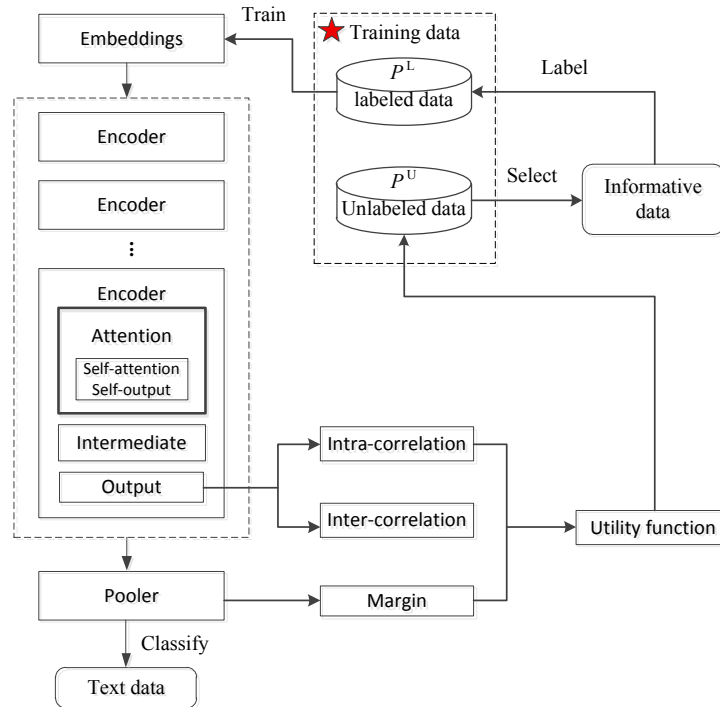 Embeddings
Train
Training data
P^L
labeled data
Label
Encoder
P^U
Unlabeled data
Select
Informative
data
Encoder
⋮
Encoder
Attention
Self-attention
Self-output
Intermediate
Output
Intra-correlation
Inter-correlation
Utility function
Pooler
Margin
Classify
Text data